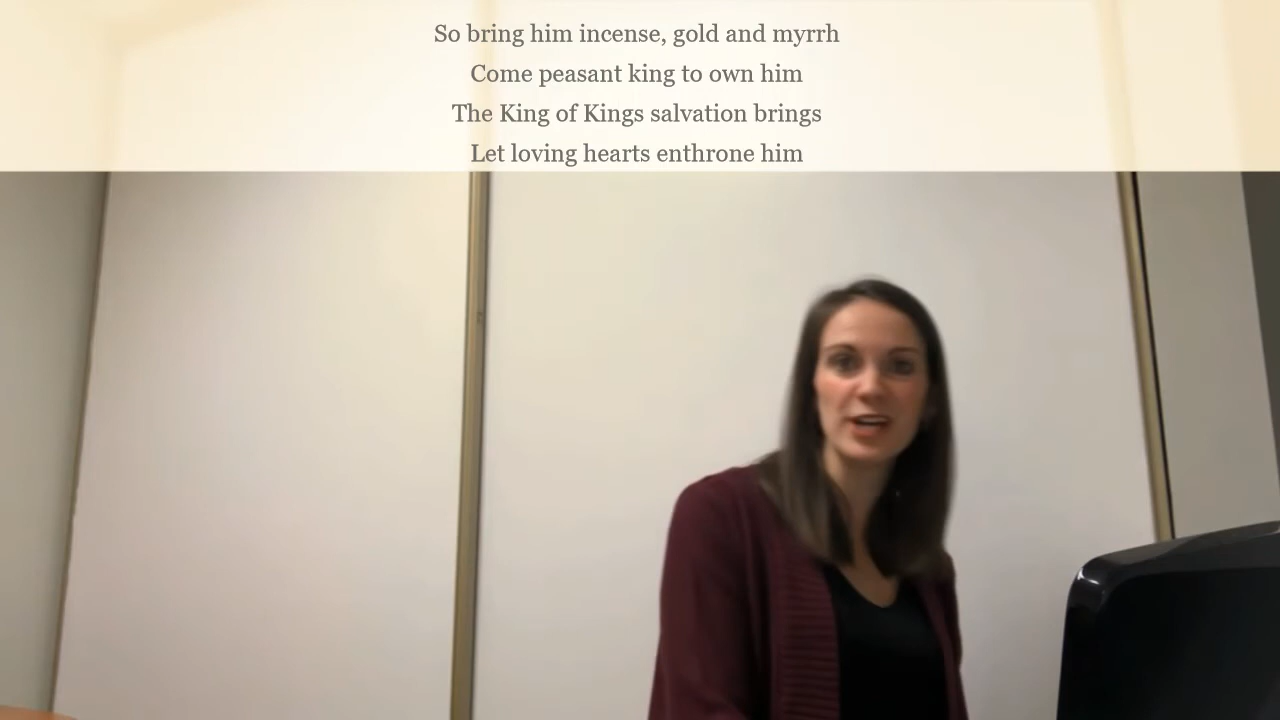 So bring him incense, gold and myrrh
Come peasant king to own him
The King of Kings salvation brings
Let loving hearts enthrone him